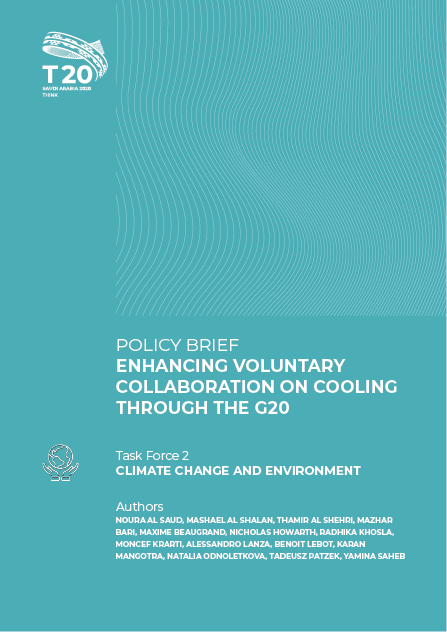 T20
SAUDI ARABIA 2020
THINK
POLICY BRIEF
ENHANCING VOLUNTARY
COLLABORATION ON COOLING
THROUGH THE G20
Task Force 2
CLIMATE CHANGE AND ENVIRONMENT
Authors
NOURA AL SAUD, MASHAEL AL SHALAN, THAMIR AL SHEHRI, MAZHAR
BARI, MAXIME BEAUGRAND, NICHOLAS HOWARTH, RADHIKA KHOSLA,
MONCEF KRARTI, ALESSANDRO LANZA, BENOIT LEBOT, KARAN
MANGOTRA, NATALIA ODNOLETKOVA, TADEUSZ PATZEK, YAMINA SAHEB